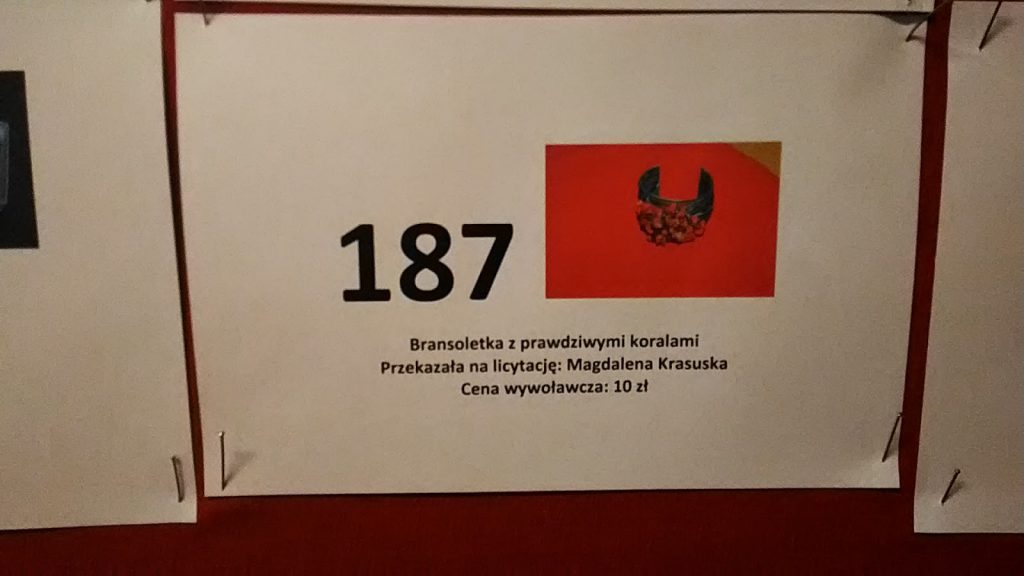 187
Bransoletka z prawdziwymi koralami
Przekazała na licytację: Magdalena Krasuska
Cena wywoławcza: 10 zł